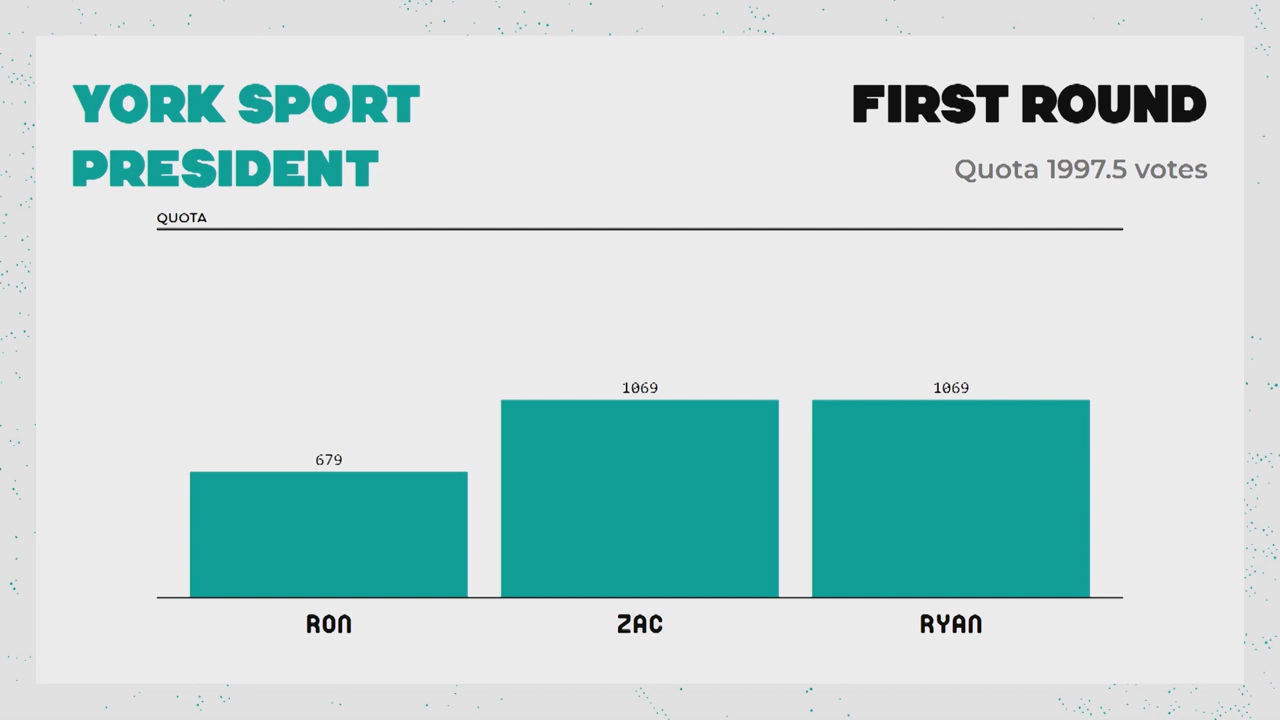 YORK SPORT
PRESIDENT
FIRST ROUND
Quota 1997.5 votes
QUOTA
679
1069
1069
RON
ZAC
RYAN